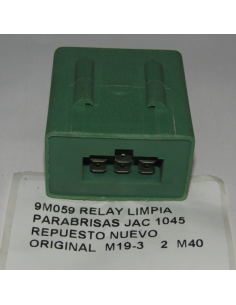 9M059 RELAY LIMPIA
PARABRISAS JAC 1045
REPUESTO NUEVO
ORIGINAL M19-3 2 M40